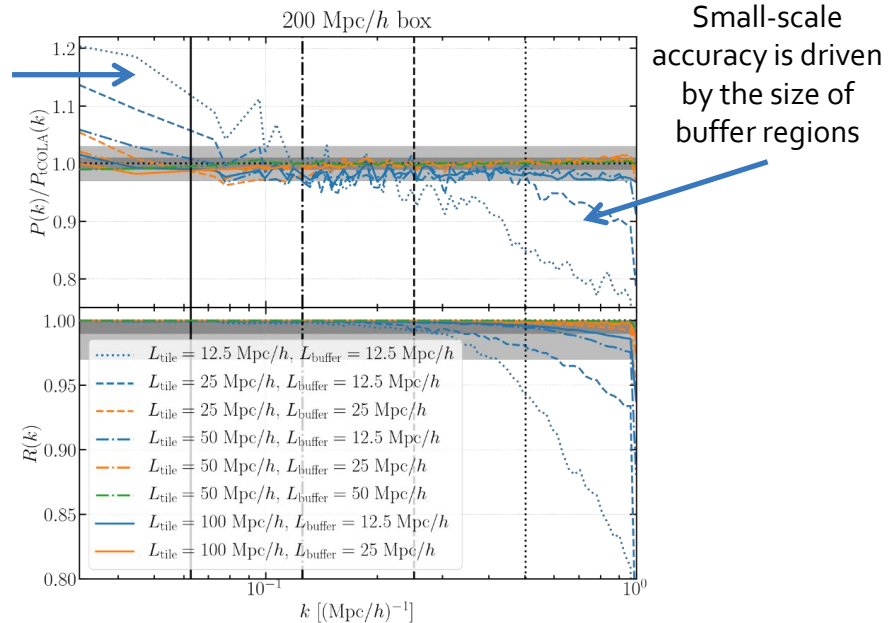 200 Mpc/h box
Small-scale
accuracy is driven
by the size of
buffer regions
P(k)/P_tCOLA(k)
1.2
1.1
1.0
0.9
0.8
R(k)
1.00
0.95
0.90
0.85
0.80
L_tile = 12.5 Mpc/h, L_buffer = 12.5 Mpc/h
L_tile = 25 Mpc/h, L_buffer = 12.5 Mpc/h
L_tile = 25 Mpc/h, L_buffer = 25 Mpc/h
L_tile = 50 Mpc/h, L_buffer = 12.5 Mpc/h
L_tile = 50 Mpc/h, L_buffer = 25 Mpc/h
L_tile = 50 Mpc/h, L_buffer = 50 Mpc/h
L_tile = 100 Mpc/h, L_buffer = 12.5 Mpc/h
L_tile = 100 Mpc/h, L_buffer = 25 Mpc/h
10⁻¹
10⁰
k [(Mpc/h)⁻¹]